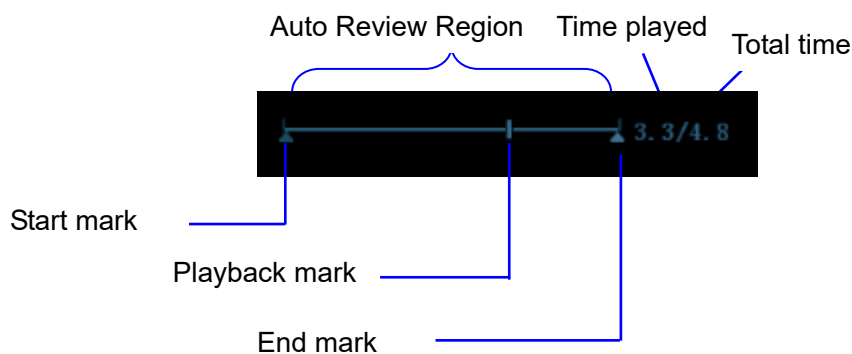 Auto Review Region
Time played
Total time
3.3/4.8
Start mark
Playback mark
End mark